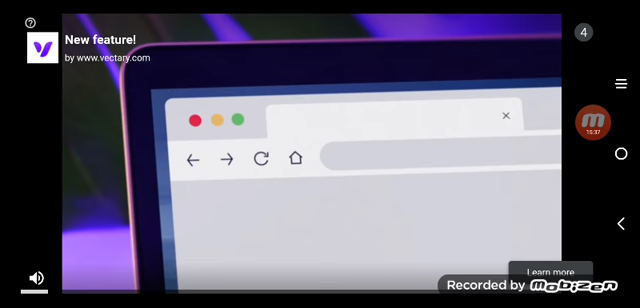 New feature!
by www.vectary.com
4
15:37
Learn more
Recorded by MOBIZEN